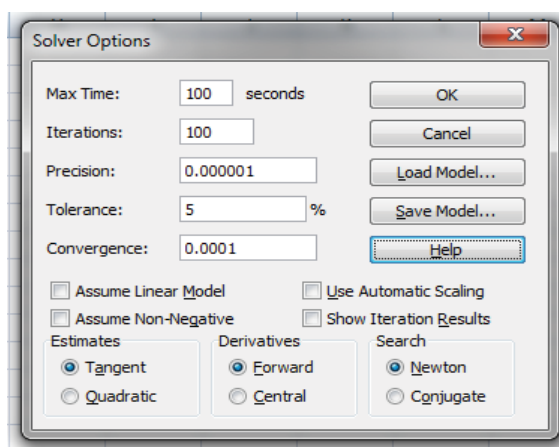 Solver Options
Max Time: 100 seconds OK
Iterations: 100 Cancel
Precision: 0.000001 Load Model...
Tolerance: 5 % Save Model...
Convergence: 0.0001 Help
Assume Linear Model Use Automatic Scaling
Assume Non-Negative Show Iteration Results
Estimates Derivatives Search
Tangent Forward Newton
Quadratic Central Conjugate